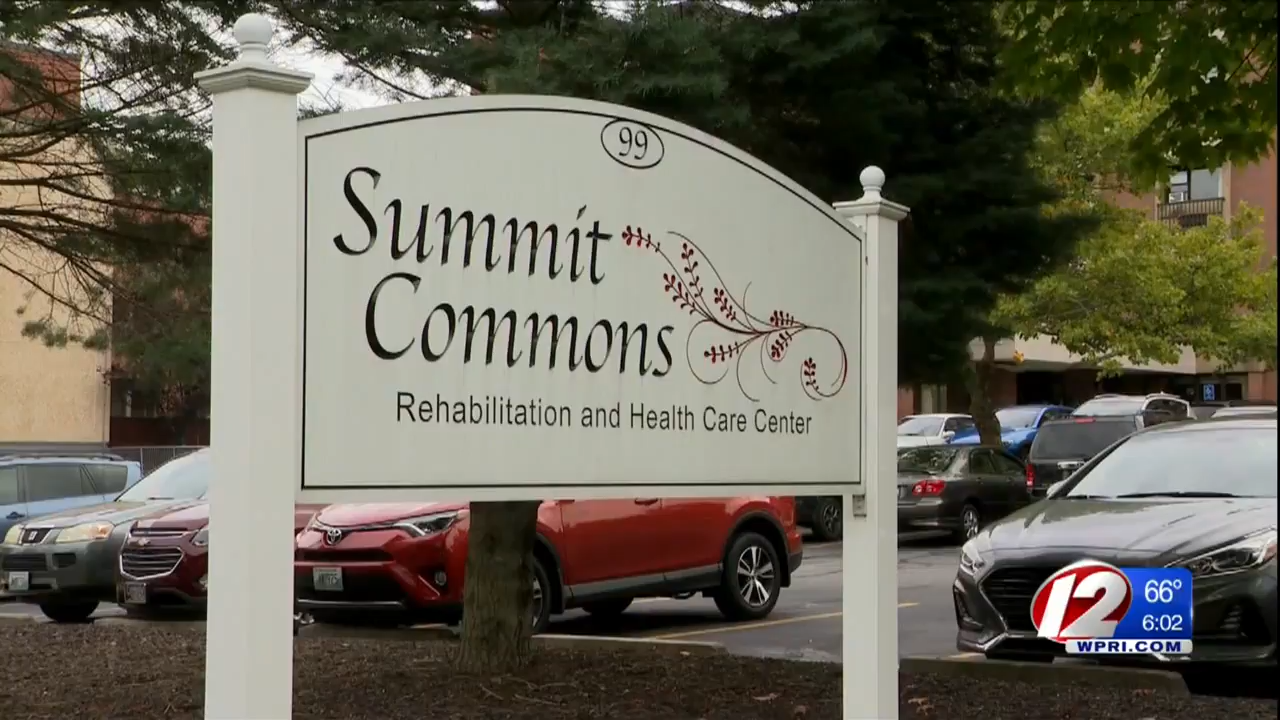 99
Summit
Commons
Rehabilitation and Health Care Center
12
66°
6:02
WPRI.COM